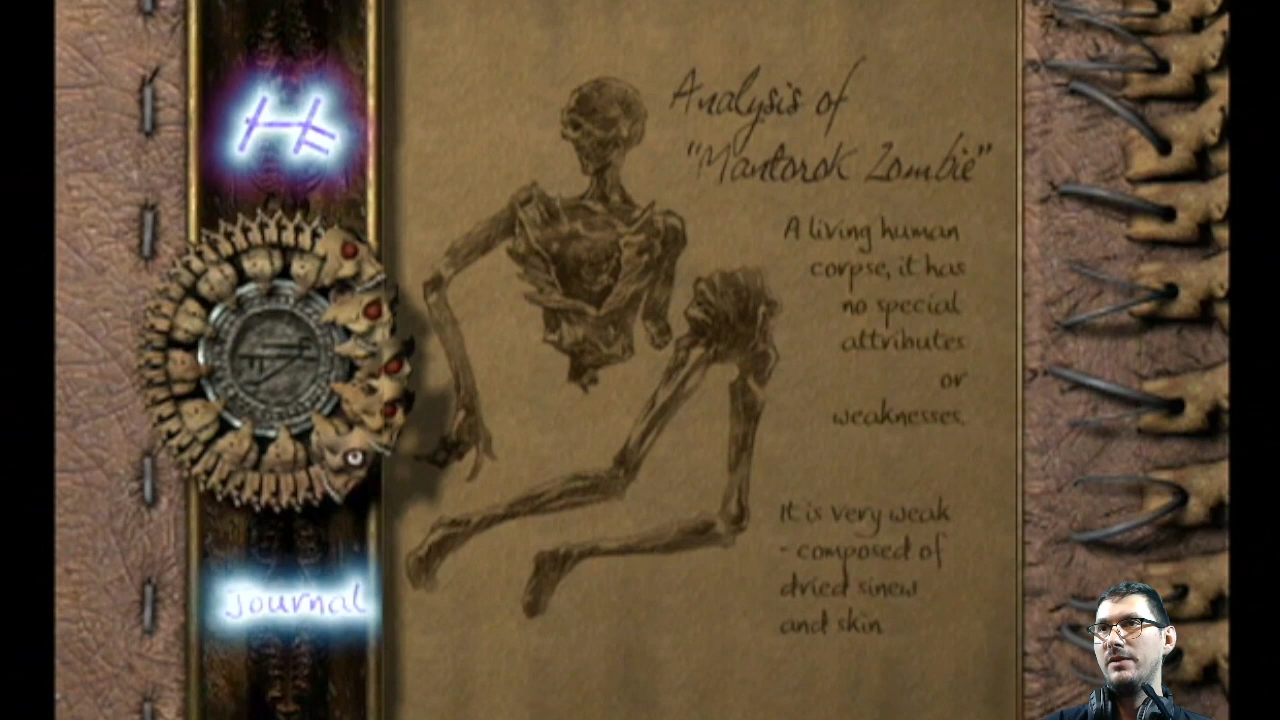 Analysis of
"Mantorok Zombie"
A living human
corpse, it has
no special
attributes
or
weaknesses.
It is very weak
- composed of
dried sinew
and skin
Journal